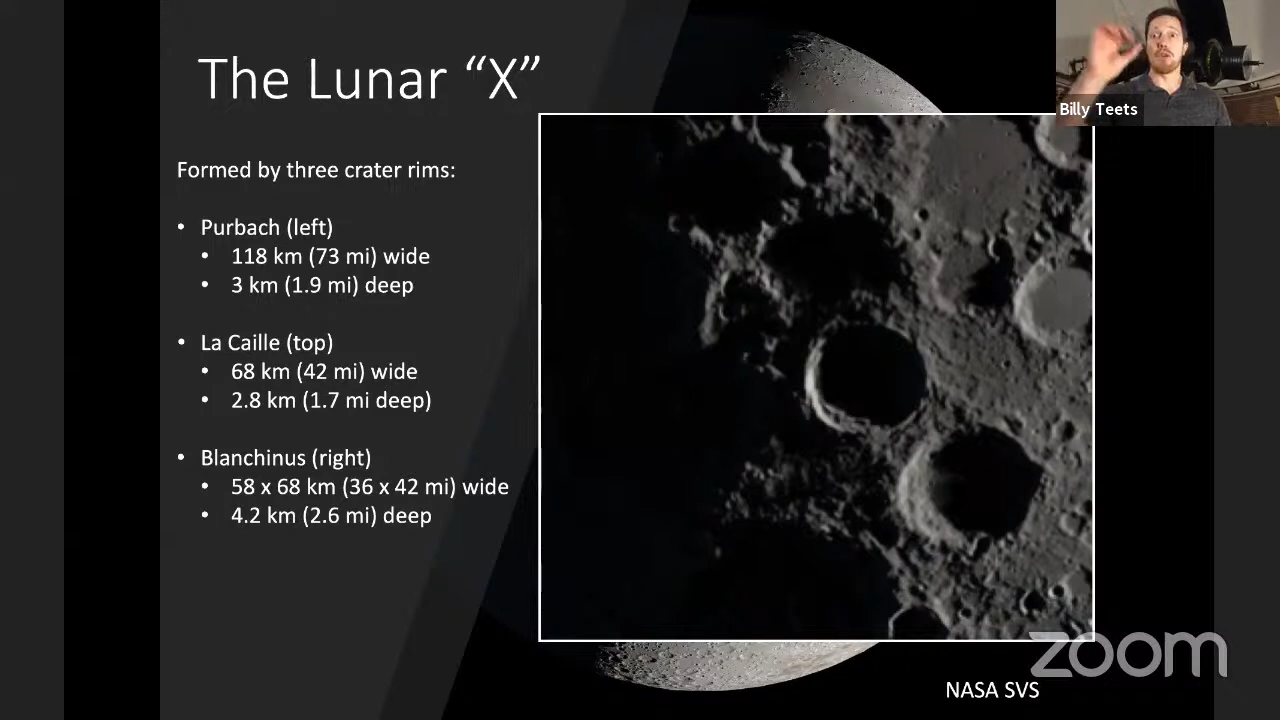 The Lunar “X”
Billy Teets
Formed by three crater rims:
• Purbach (left)
• 118 km (73 mi) wide
• 3 km (1.9 mi) deep
• La Caille (top)
• 68 km (42 mi) wide
• 2.8 km (1.7 mi deep)
• Blanchinus (right)
• 58 x 68 km (36 x 42 mi) wide
• 4.2 km (2.6 mi) deep
zoom
NASA SVS